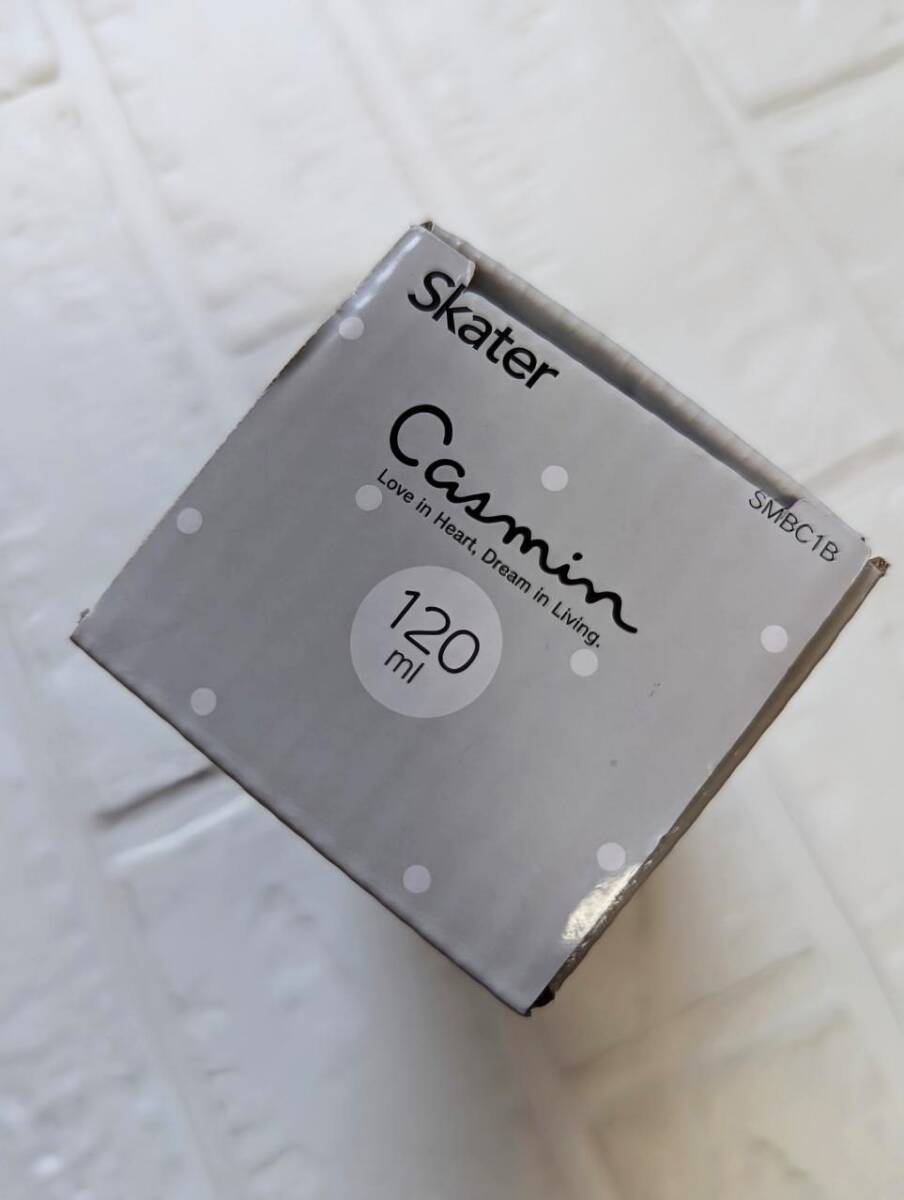 Skater
Casmin
Love in Heart, Dream in Living.
120
ml
SMBC1B